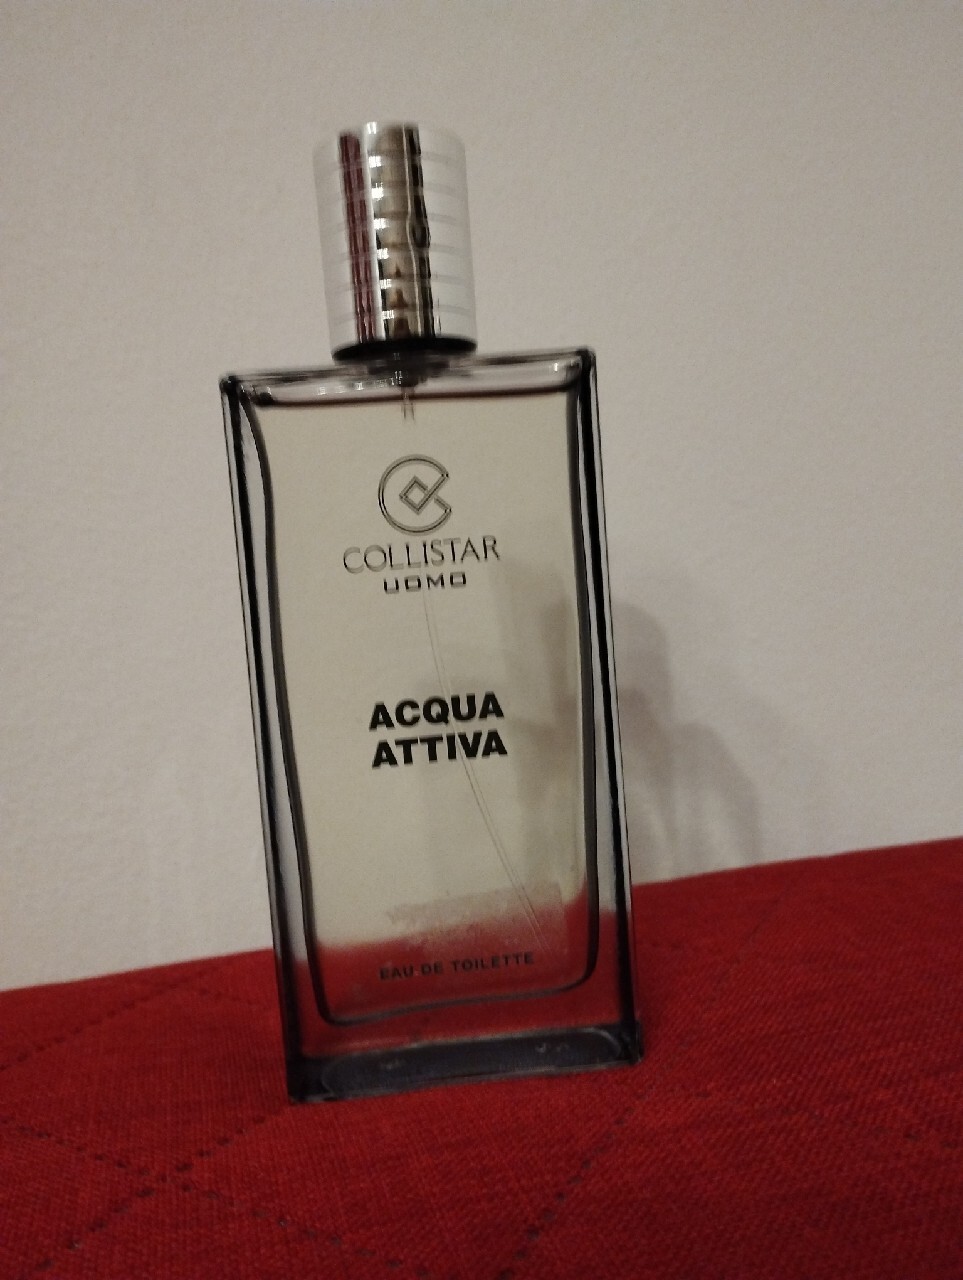 COLLISTAR
UOMO
ACQUA
ATTIVA
EAU DE TOILETTE